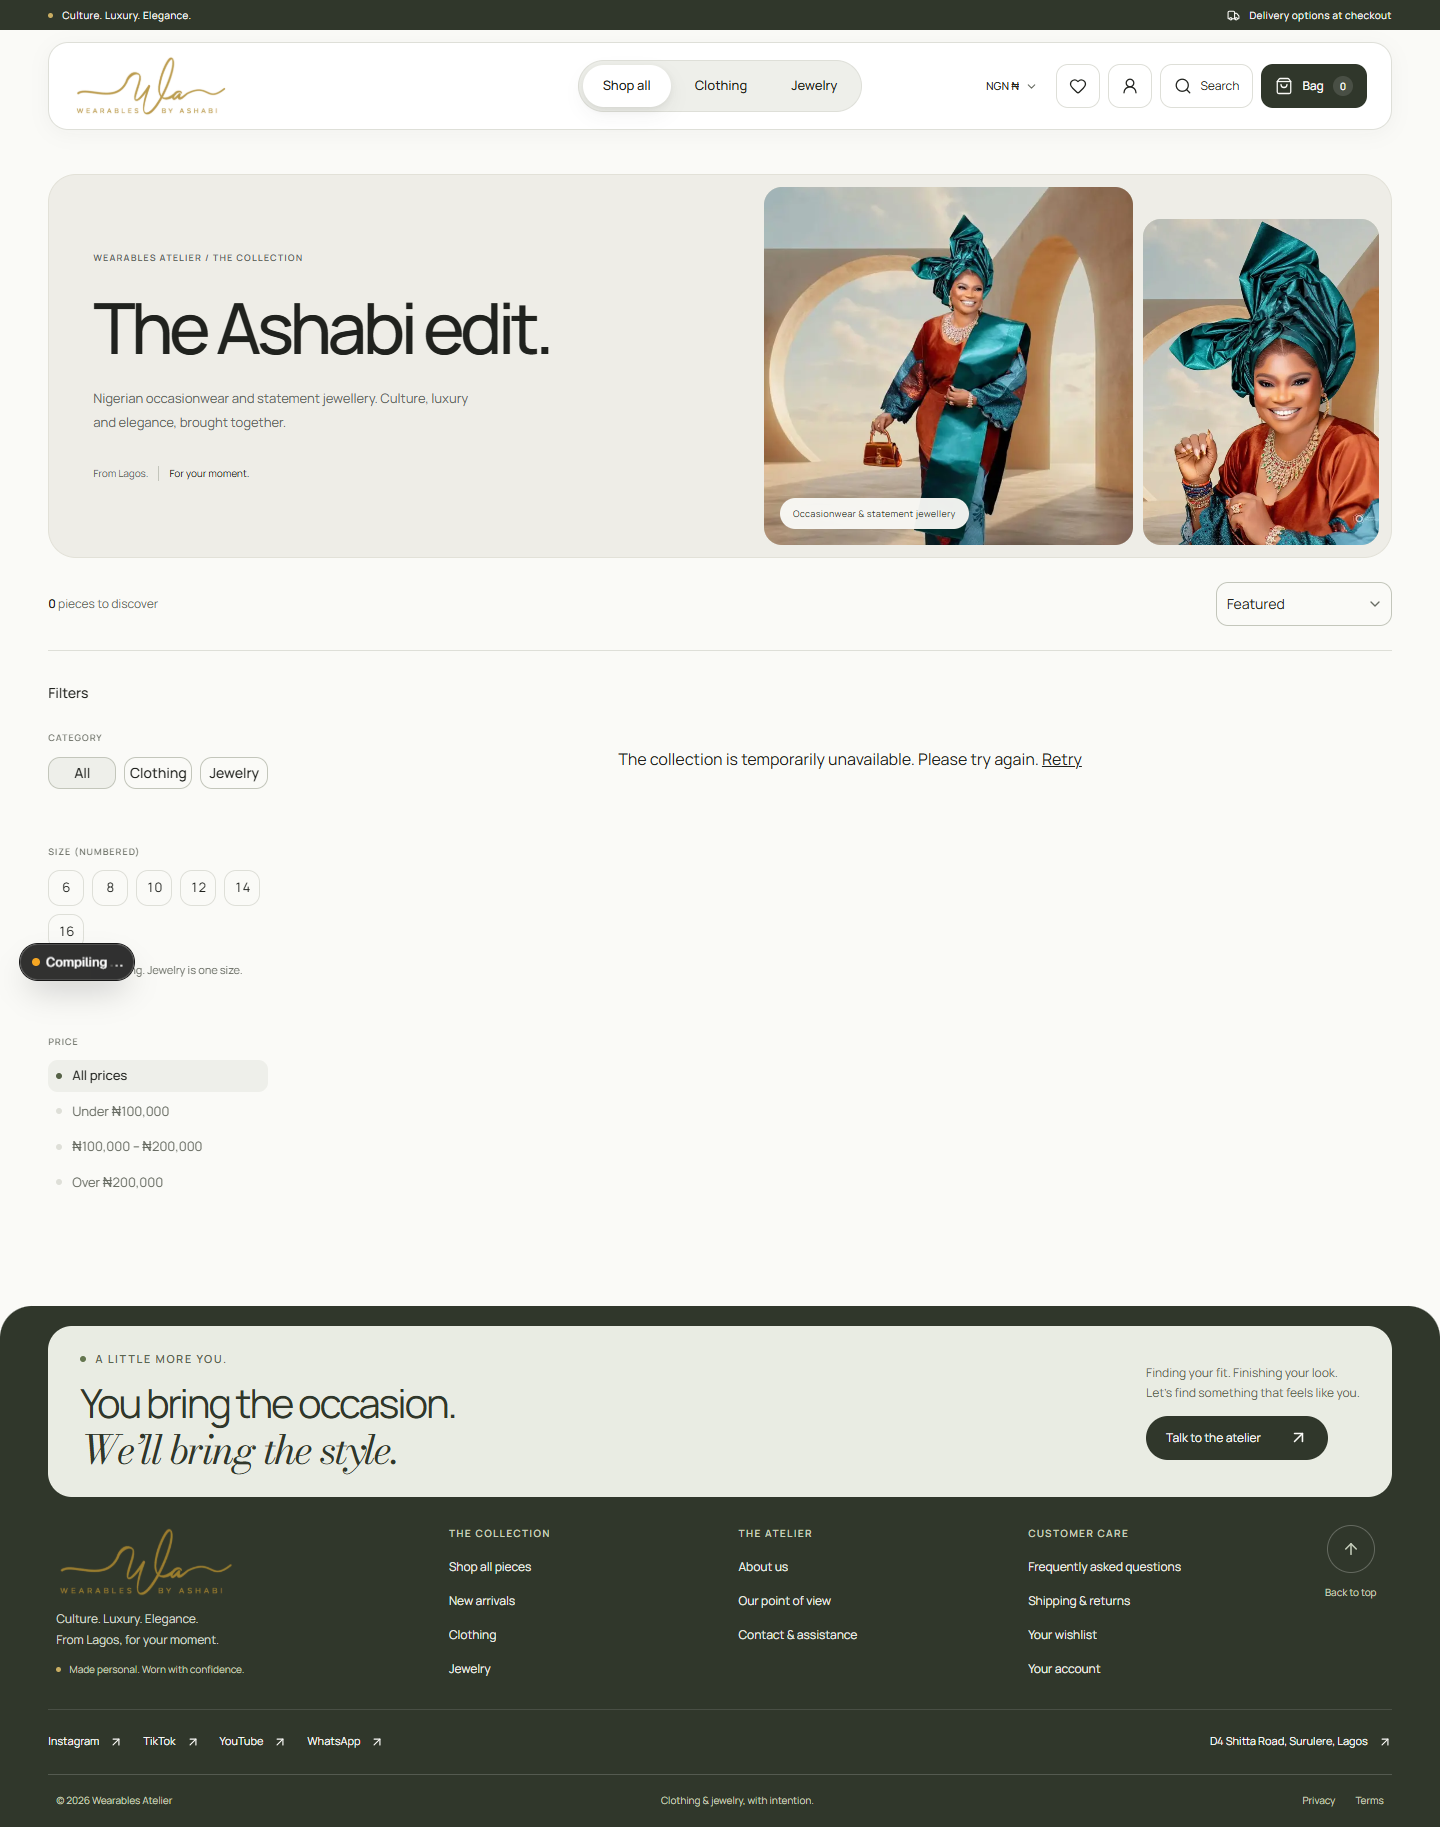 Culture. Luxury. Elegance.
Delivery options at checkout
Wa
WEARABLES BY ASHABI
Shop all
Clothing
Jewelry
NGN ₦
Search
Bag 0
WEARABLES ATELIER / THE COLLECTION
The Ashabi edit.
Nigerian occasionwear and statement jewellery. Culture, luxury
and elegance, brought together.
From Lagos.
For your moment.
Occasionwear & statement jewellery
0 pieces to discover
Featured
Filters
CATEGORY
All
Clothing
Jewelry
The collection is temporarily unavailable. Please try again. Retry
SIZE (NUMBERED)
6
8
10
12
14
16
Compiling ...
Jewelry is one size.
PRICE
All prices
Under ₦100,000
₦100,000 – ₦200,000
Over ₦200,000
A LITTLE MORE YOU.
You bring the occasion.
We'll bring the style.
Finding your fit. Finishing your look.
Let's find something that feels like you.
Talk to the atelier
Wa
WEARABLES BY ASHABI
Culture. Luxury. Elegance.
From Lagos, for your moment.
Made personal. Worn with confidence.
THE COLLECTION
Shop all pieces
New arrivals
Clothing
Jewelry
THE ATELIER
About us
Our point of view
Contact & assistance
CUSTOMER CARE
Frequently asked questions
Shipping & returns
Your wishlist
Your account
Back to top
Instagram
TikTok
YouTube
WhatsApp
D4 Shitta Road, Surulere, Lagos
© 2026 Wearables Atelier
Clothing & jewelry, with intention.
Privacy
Terms